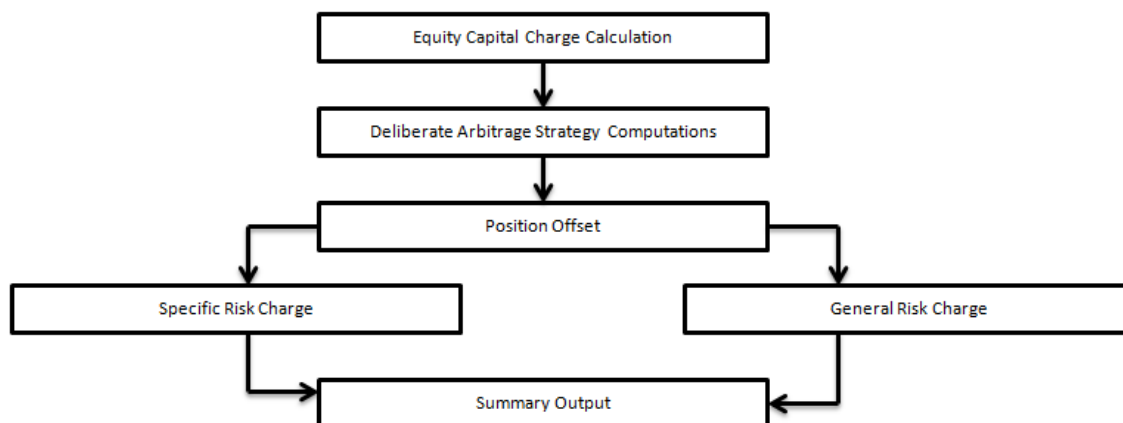 Equity Capital Charge Calculation
Deliberate Arbitrage Strategy Computations
Position Offset
Specific Risk Charge
General Risk Charge
Summary Output